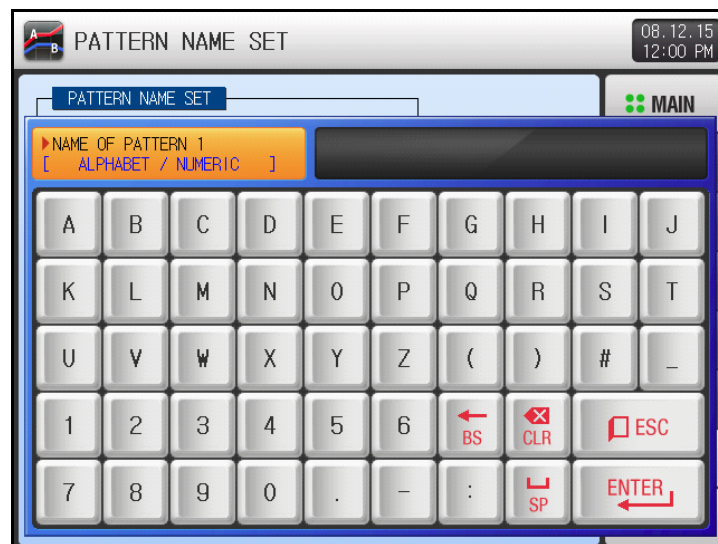 A
B
PATTERN NAME SET
08.12.15
12:00 PM
PATTERN NAME SET
MAIN
NAME OF PATTERN 1
[ ALPHABET / NUMERIC ]
A B C D E F G H I J
K L M N O P Q R S T
U V W X Y Z ( ) # _
1 2 3 4 5 6 BS CLR ESC
7 8 9 0 . - : SP ENTER